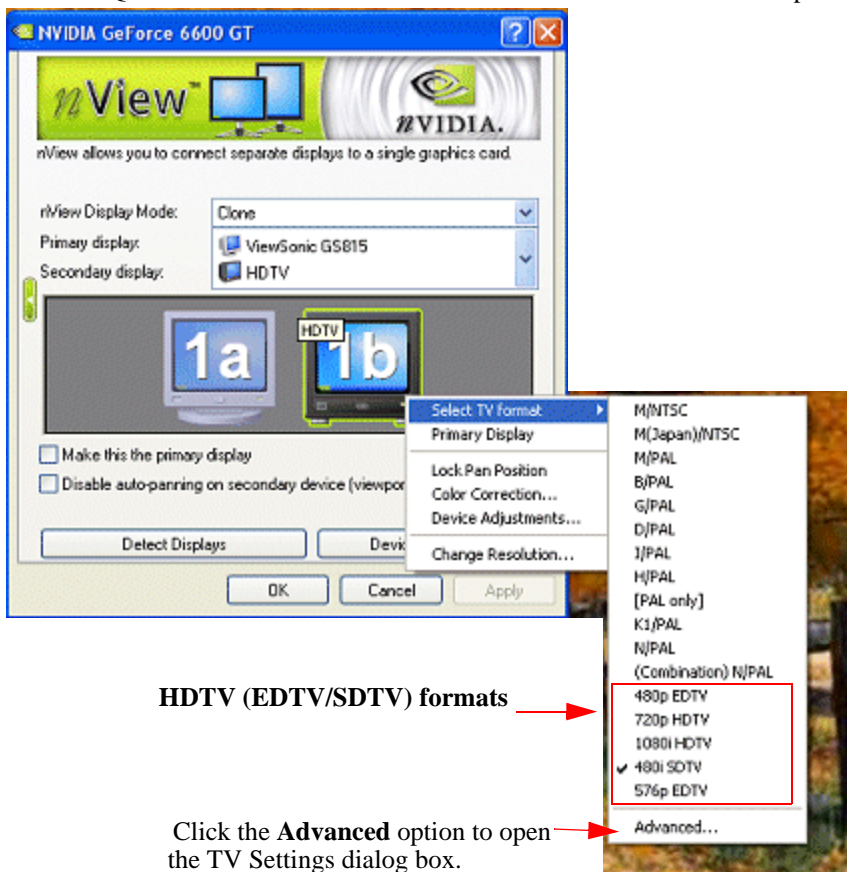 NVIDIA GeForce 6600 GT
nView™
NVIDIA.
nView allows you to connect separate displays to a single graphics card.
nView Display Mode: Clone
Primary display: ViewSonic GS815
Secondary display: HDTV
1a
HDTV
1b
Make this the primary display
Disable auto-panning on secondary device (viewpor
Detect Displays
Devic
OK
Cancel
Apply
Select TV format
Primary Display
Lock Pan Position
Color Correction...
Device Adjustments...
Change Resolution...
M/NTSC
M(Japan)/NTSC
M/PAL
B/PAL
G/PAL
D/PAL
I/PAL
H/PAL
[PAL only]
K1/PAL
N/PAL
(Combination) N/PAL
480p EDTV
720p HDTV
1080i HDTV
480i SDTV
576p EDTV
Advanced...
HDTV (EDTV/SDTV) formats
Click the Advanced option to open
the TV Settings dialog box.